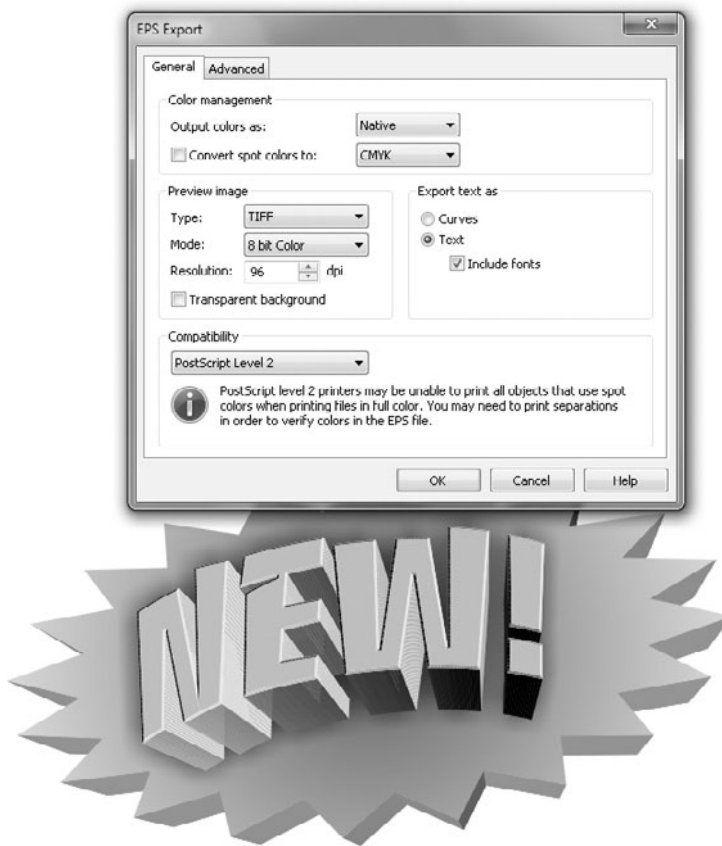 EPS Export
General Advanced
Color management
Output colors as: Native
Convert spot colors to: CMYK
Preview image
Type: TIFF
Mode: 8 bit Color
Resolution: 96 dpi
Transparent background
Export text as
Curves
Text
Include fonts
Compatibility
PostScript Level 2
PostScript level 2 printers may be unable to print all objects that use spot
colors when printing files in full color. You may need to print separations
in order to verify colors in the EPS file.
OK Cancel Help
NEW!